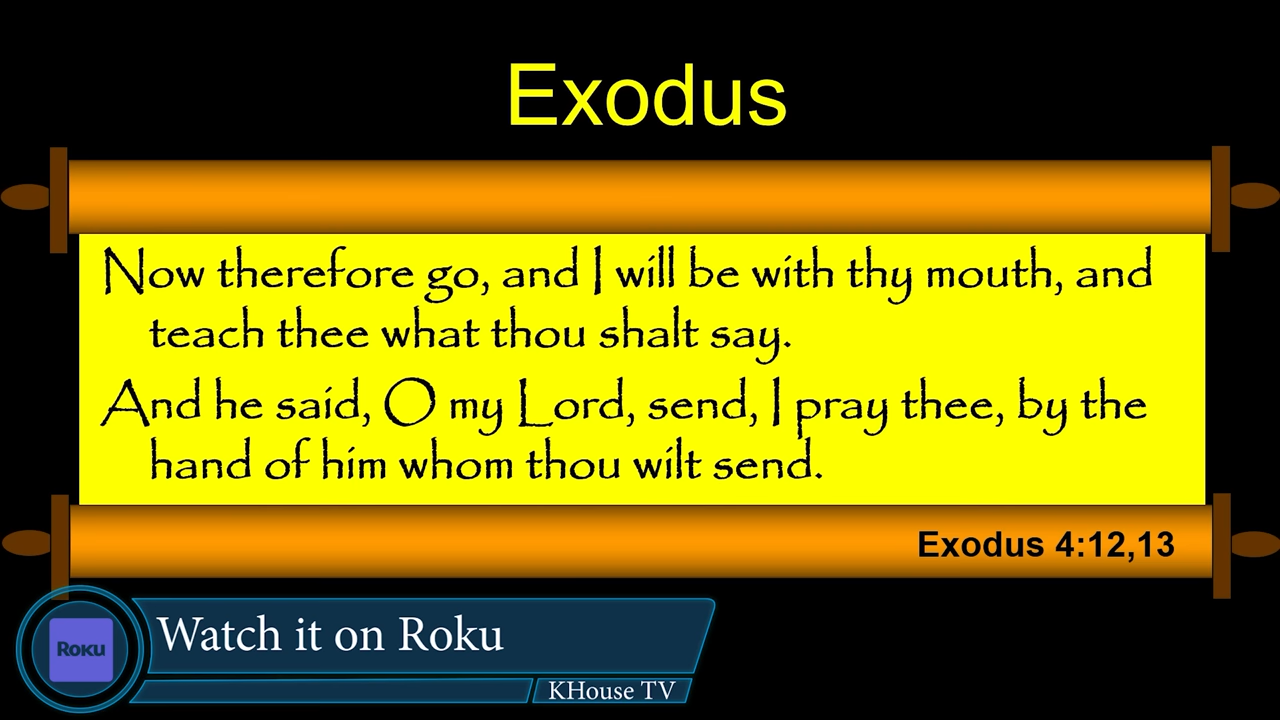 Exodus
Now therefore go, and I will be with thy mouth, and
teach thee what thou shalt say.
And he said, O my Lord, send, I pray thee, by the
hand of him whom thou wilt send.
Exodus 4:12,13
Watch it on Roku
ROKU
KHouse TV